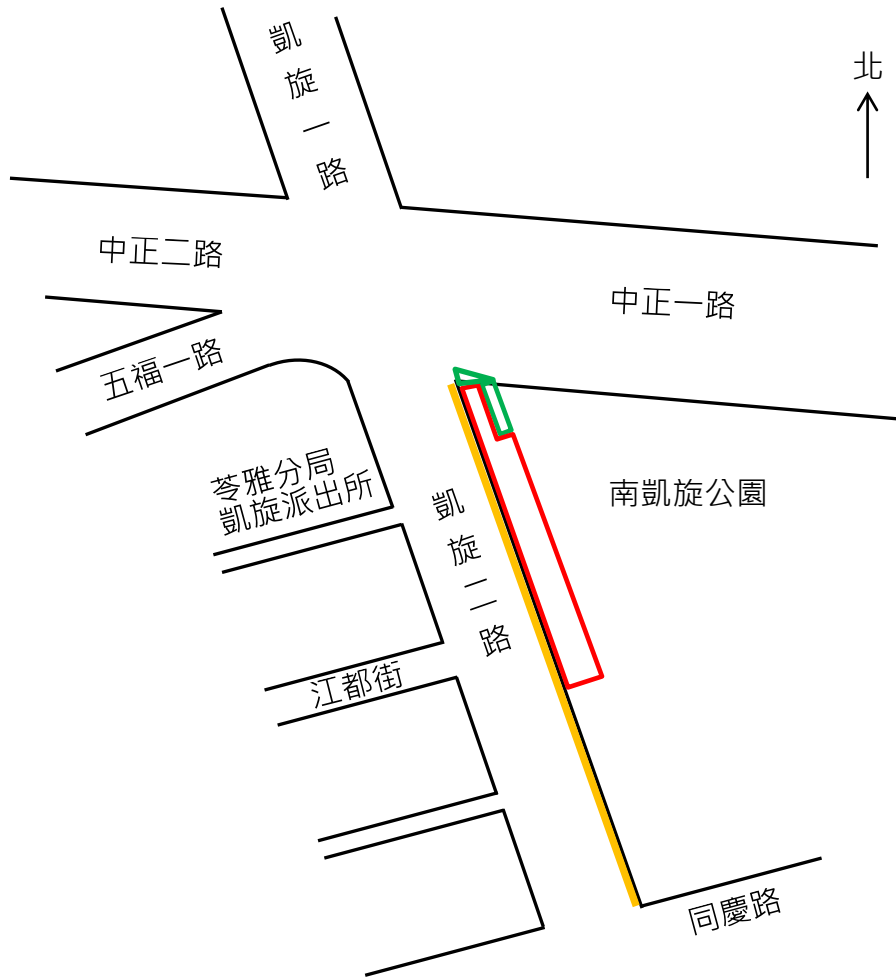 凱旋一路
北
中正二路
中正一路
五福一路
苓雅分局
凱旋派出所
南凱旋公園
凱旋二路
江都街
同慶路